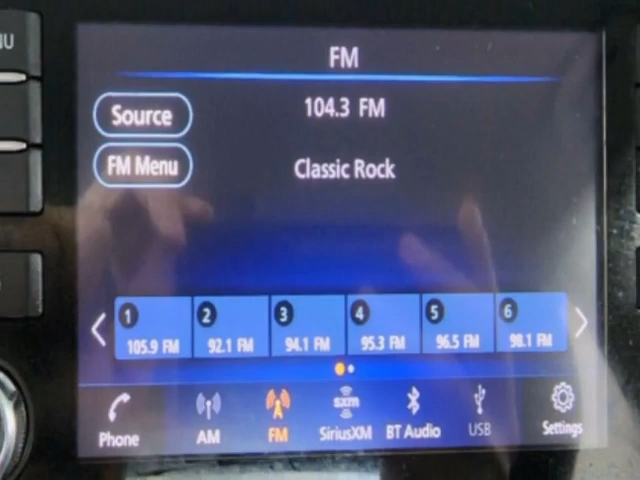 NU
FM
Source
104.3 FM
FM Menu
Classic Rock
1 2 3 4 5 6
105.9 FM 92.1 FM 94.1 FM 95.3 FM 96.5 FM 98.1 FM
sxm
Phone AM FM SiriusXM BT Audio USB Settings